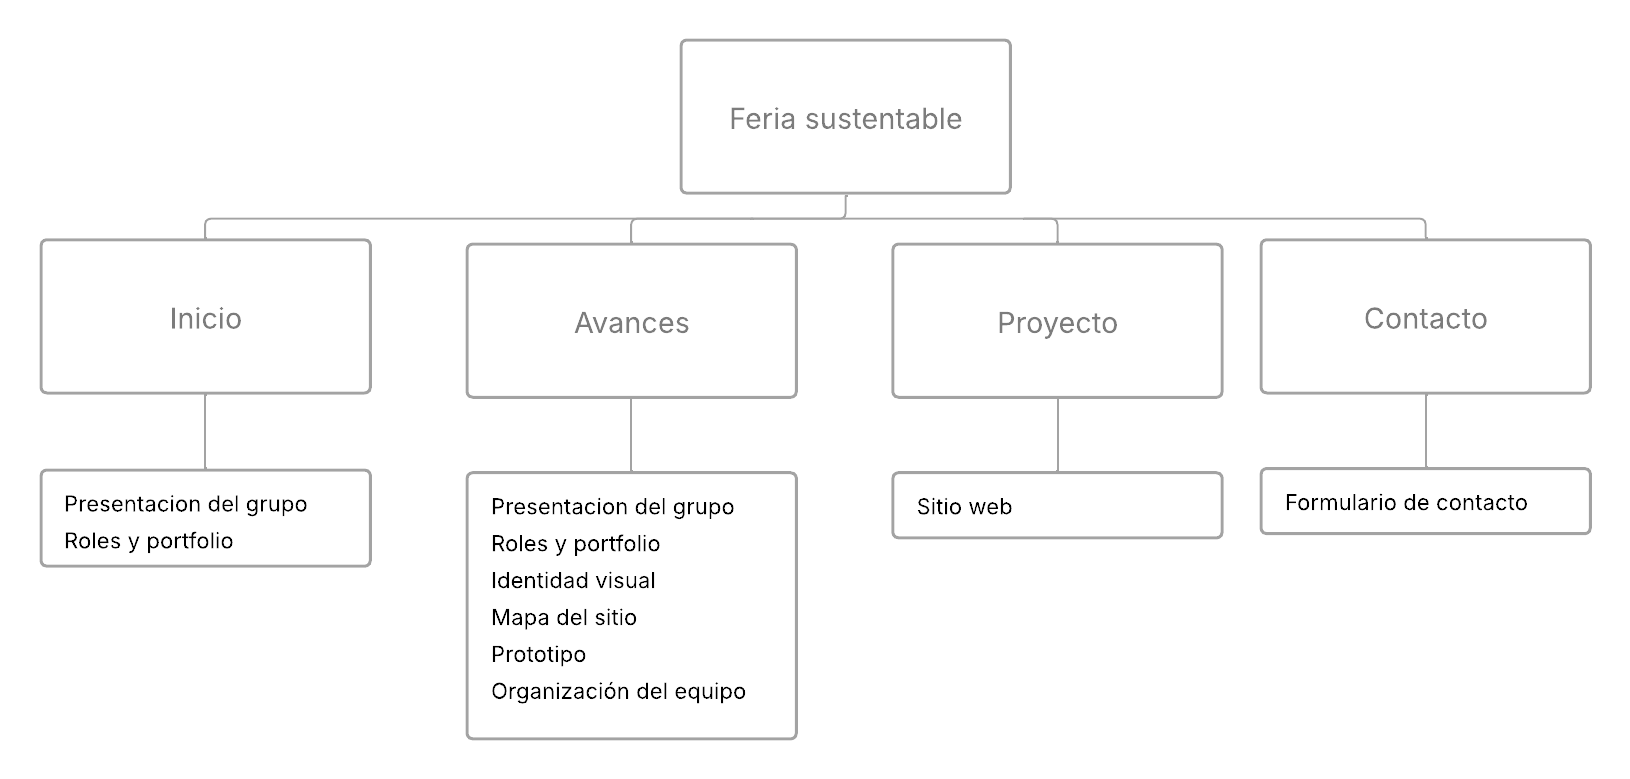 Feria sustentable
Inicio
Avances
Proyecto
Contacto
Presentacion del grupo
Roles y portfolio
Presentacion del grupo
Roles y portfolio
Identidad visual
Mapa del sitio
Prototipo
Organización del equipo
Sitio web
Formulario de contacto